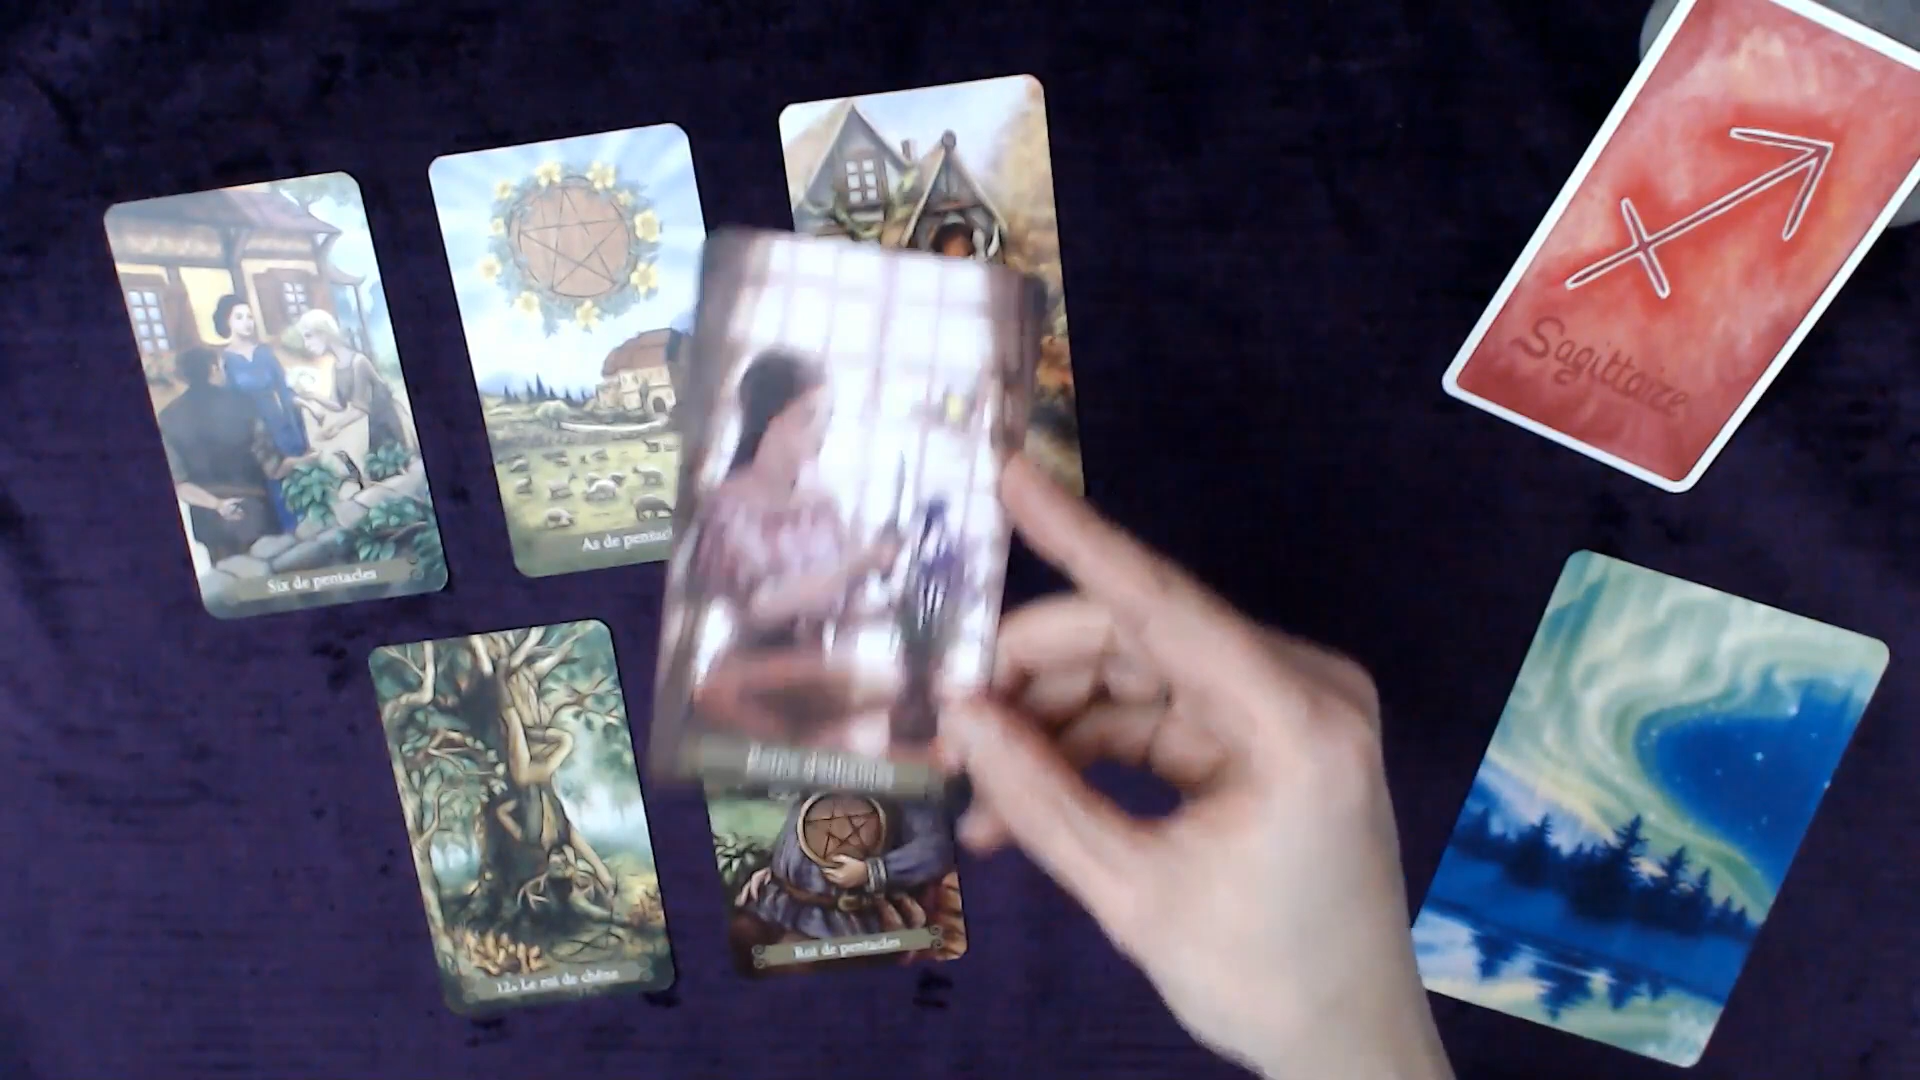 Six de pentacles
As de pentacl
Sagittaire
12. Le roi de chêne
Roi de pentacles